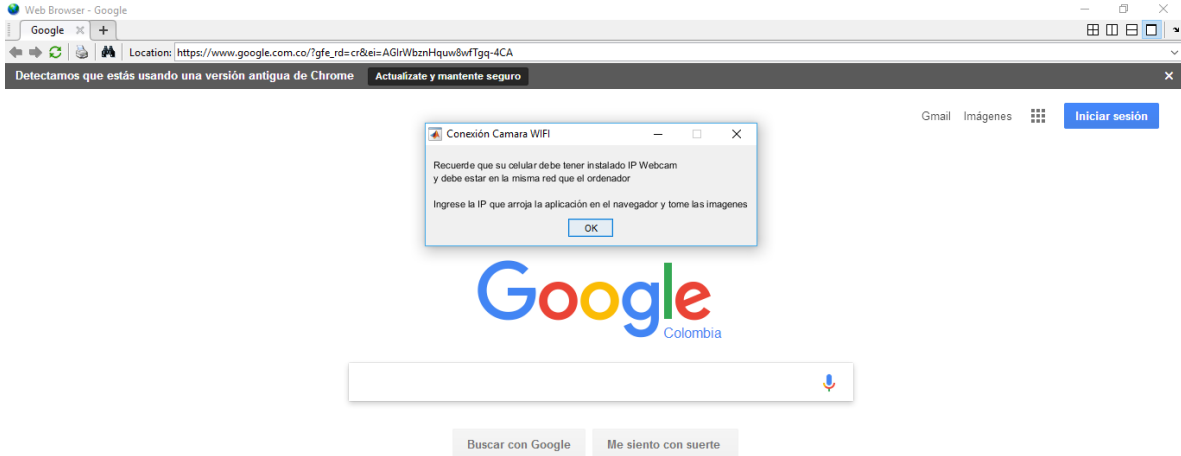 Web Browser - Google
Google
Location: https://www.google.com.co/?gfe_rd=cr&ei=AGlrWbznHquw8wfTgq-4CA
Detectamos que estás usando una versión antigua de Chrome Actualízate y mantente seguro
Gmail Imágenes Iniciar sesión
Conexión Camara WIFI
Recuerde que su celular debe tener instalado IP Webcam
y debe estar en la misma red que el ordenador
Ingrese la IP que arroja la aplicación en el navegador y tome las imagenes
OK
Google
Colombia
Buscar con Google Me siento con suerte